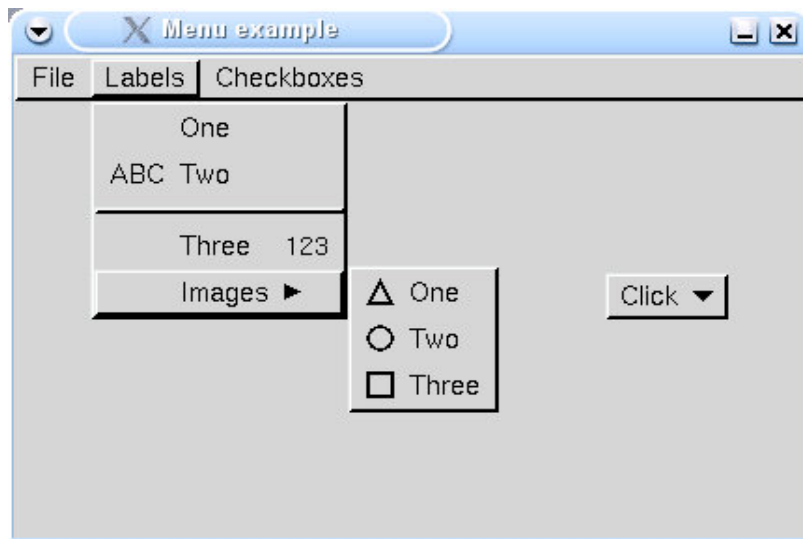 Menu example
File Labels Checkboxes
One
ABC Two
Three 123
Images
One
Two
Three
Click